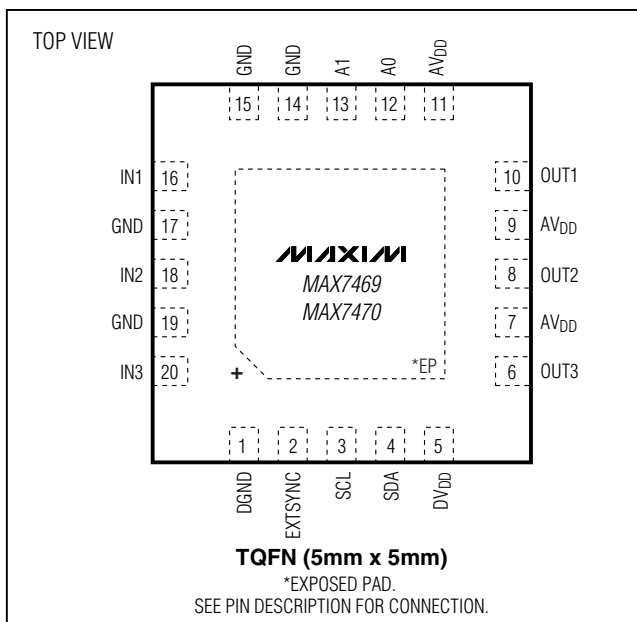 TOP VIEW
GND GND A1 A0 AVDD
15 14 13 12 11
IN1 16 10 OUT1
GND 17 9 AVDD
MAXIM
IN2 18 8 OUT2
MAX7469
MAX7470
GND 19 7 AVDD
*EP
IN3 20 + 6 OUT3
1 2 3 4 5
DGND EXTSYNC SCL SDA DVDD
TQFN (5mm x 5mm)
*EXPOSED PAD.
SEE PIN DESCRIPTION FOR CONNECTION.